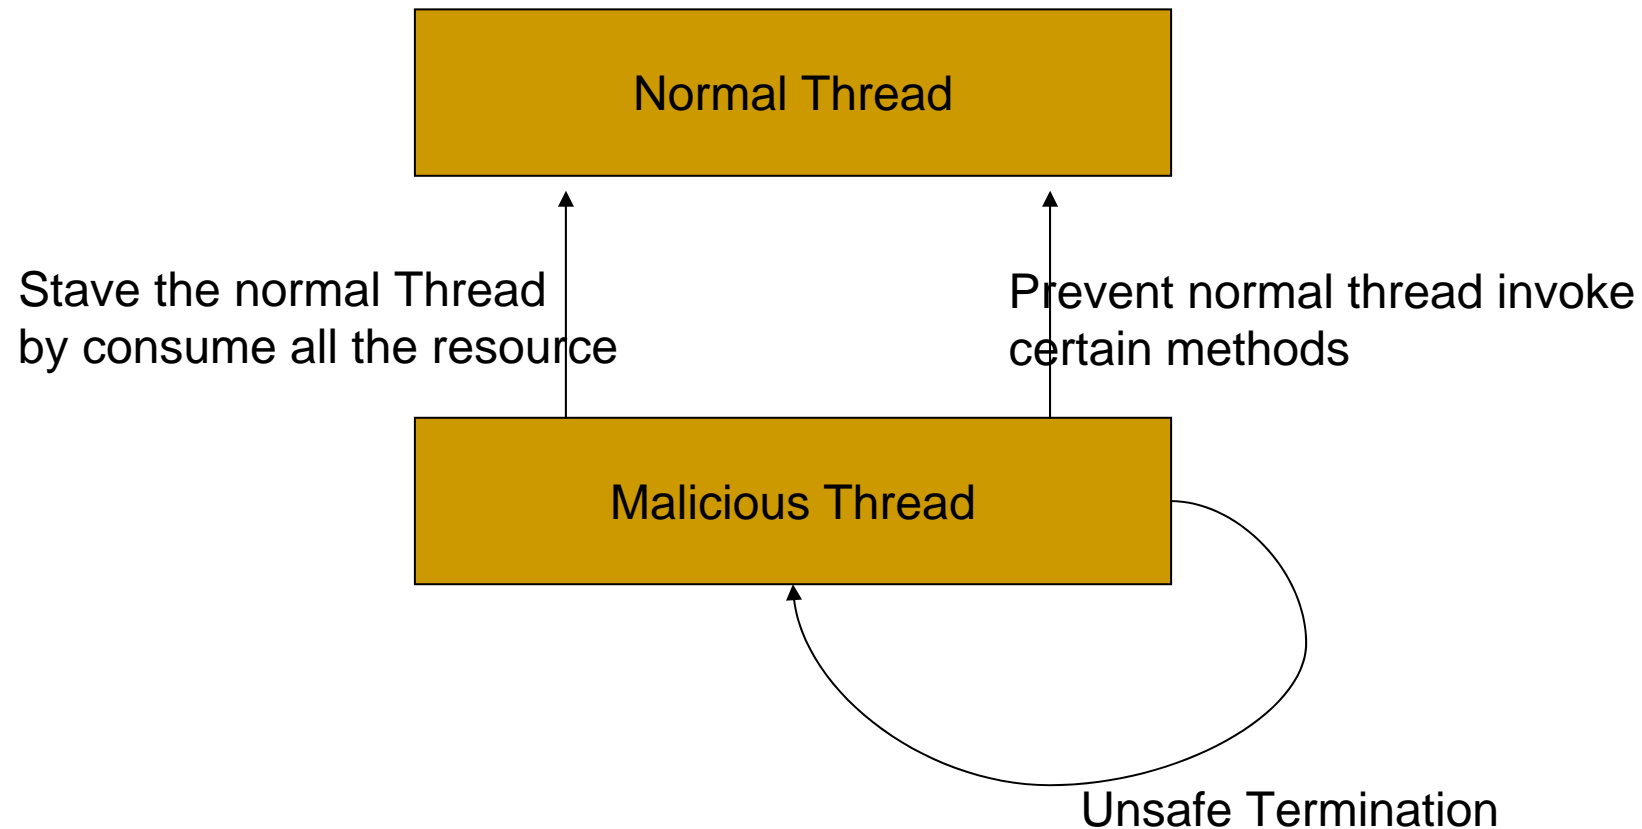 Normal Thread
Stave the normal Thread
by consume all the resource
Prevent normal thread invoke
certain methods
Malicious Thread
Unsafe Termination